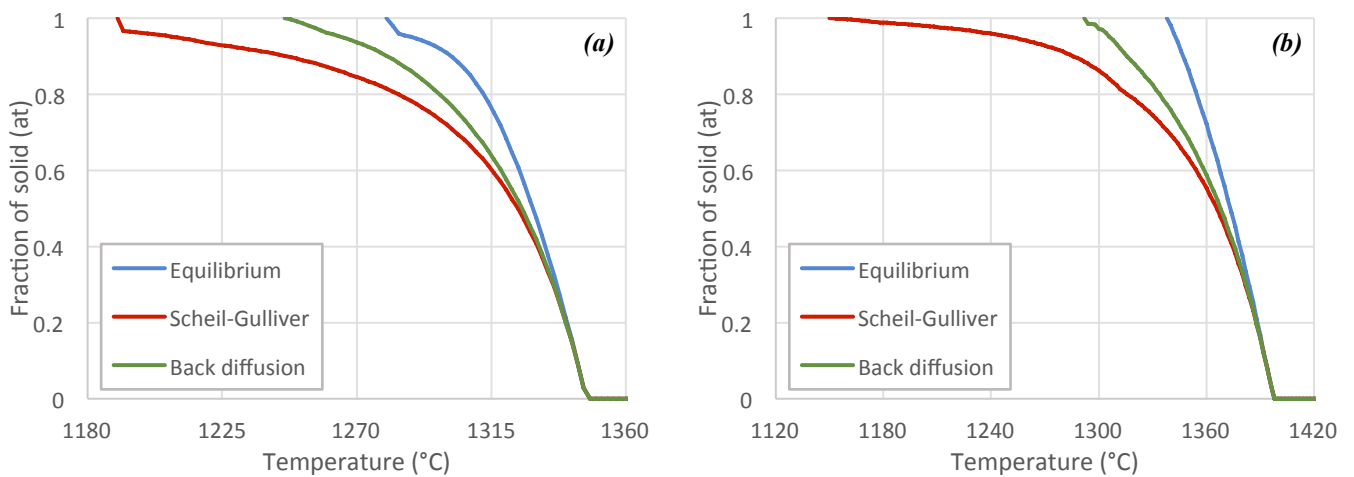 (a)
Fraction of solid (at)
1
0.8
0.6
0.4
0.2
0
Equilibrium
Scheil-Gulliver
Back diffusion
1180 1225 1270 1315 1360
Temperature (°C)
(b)
Fraction of solid (at)
1
0.8
0.6
0.4
0.2
0
Equilibrium
Scheil-Gulliver
Back diffusion
1120 1180 1240 1300 1360 1420
Temperature (°C)